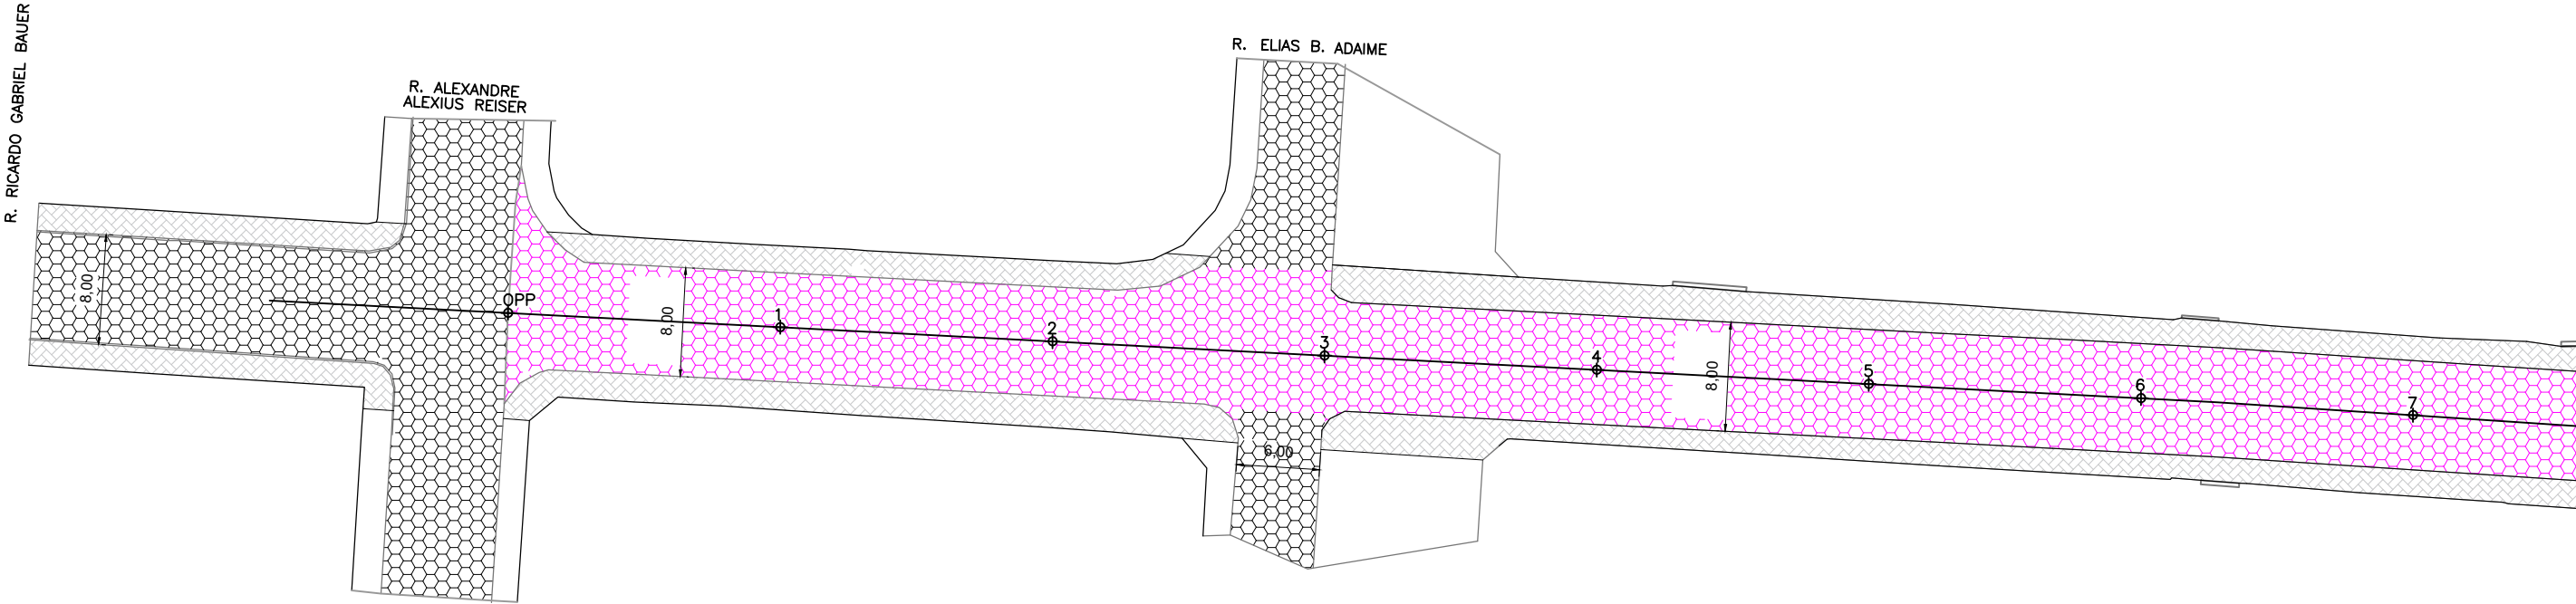 R. RICARDO GABRIEL BAUER
R. ALEXANDRE
ALEXIUS REISER
R. ELIAS B. ADAIME
8,00
OPP
8,00
1
2
3
4
8,00
5
6
7
6,00